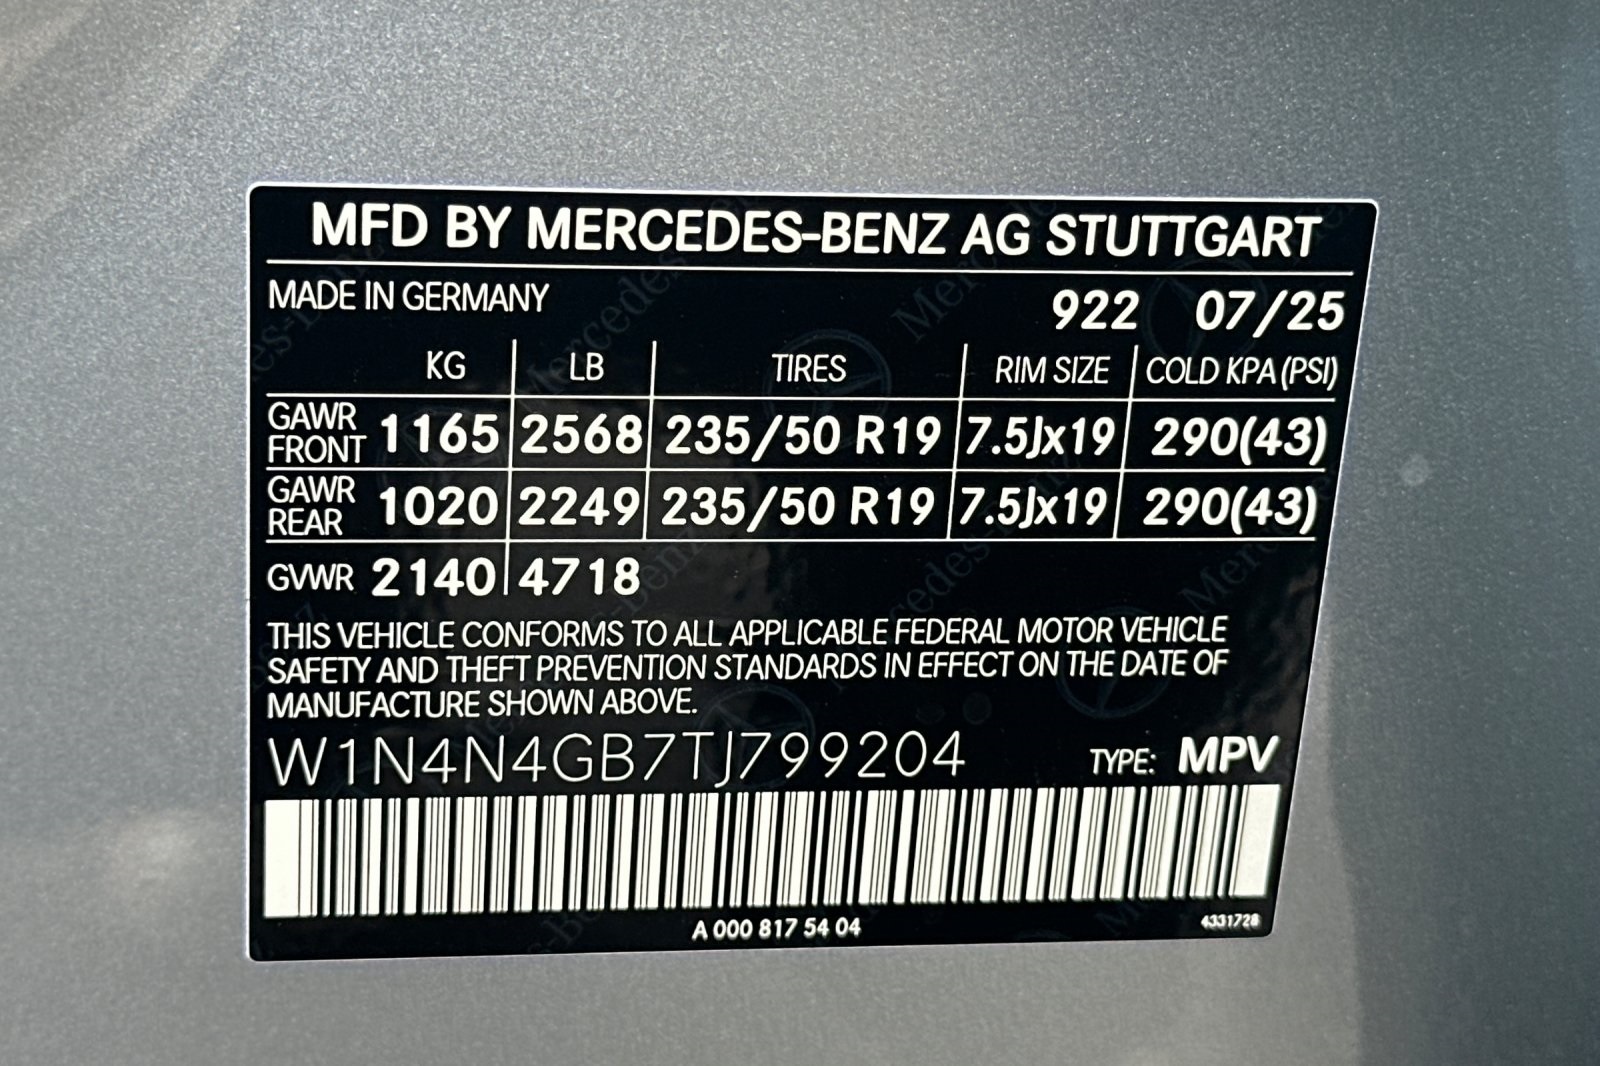 MFD BY MERCEDES-BENZ AG STUTTGART
MADE IN GERMANY 922 07/25
KG LB TIRES RIM SIZE COLD KPA (PSI)
GAWR FRONT 1165 2568 235/50 R19 7.5Jx19 290(43)
GAWR REAR 1020 2249 235/50 R19 7.5Jx19 290(43)
GVWR 2140 4718
THIS VEHICLE CONFORMS TO ALL APPLICABLE FEDERAL MOTOR VEHICLE
SAFETY AND THEFT PREVENTION STANDARDS IN EFFECT ON THE DATE OF
MANUFACTURE SHOWN ABOVE.
W1N4N4GB7TJ799204 TYPE: MPV
A 000 817 54 04 4331728